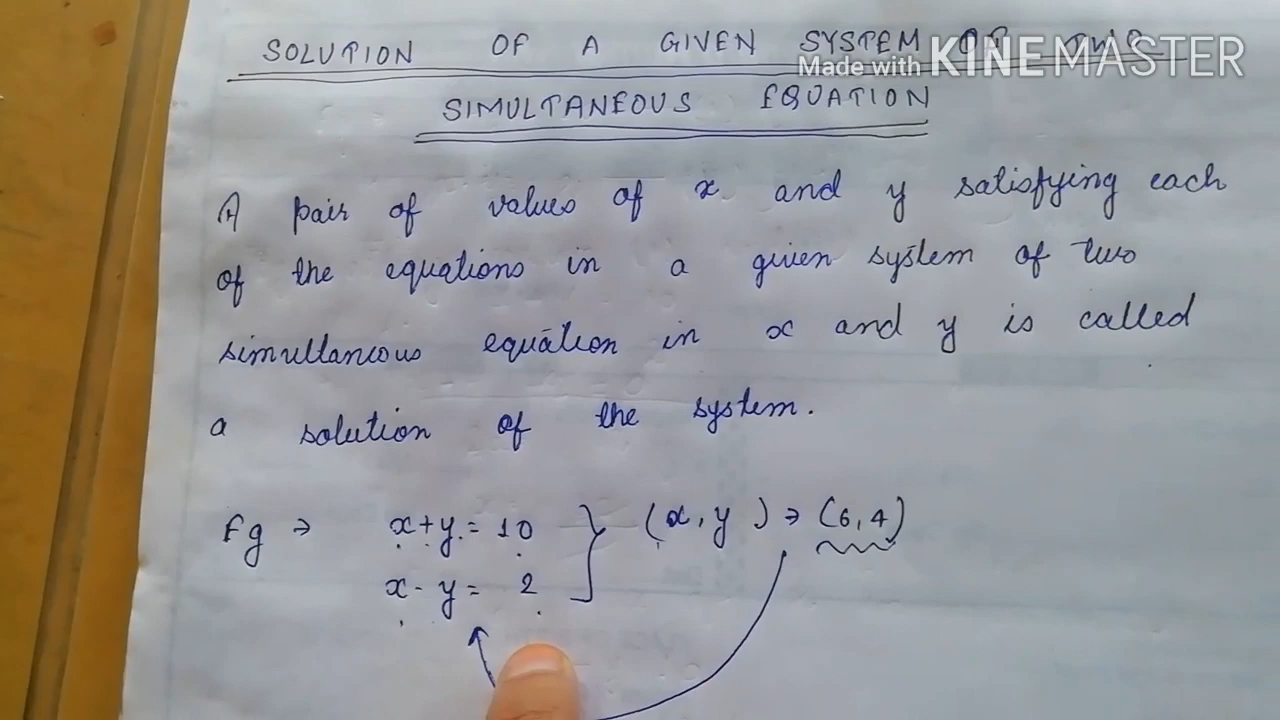 SOLUTION OF A GIVEN SYSTEM OF TWO
Made with KINEMASTER
SIMULTANEOUS EQUATION
A pair of values of x and y satisfying each
of the equations in a given system of two
simultaneous equation in x and y is called
a solution of the system.
Eg → x+y = 10 } (x, y) → (6, 4)
x - y = 2